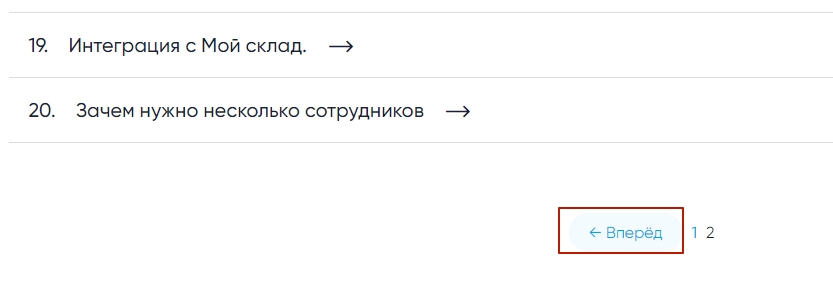 19. Интеграция с Мой склад. →
20. Зачем нужно несколько сотрудников →
← Вперёд 1 2